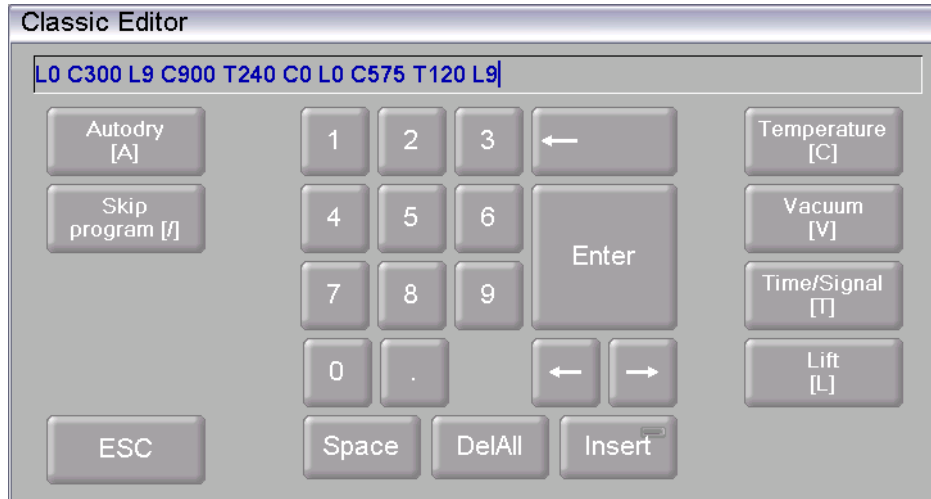 Classic Editor
L0 C300 L9 C900 T240 C0 L0 C575 T120 L9
Autodry
[A]
1 2 3 ←
Temperature
[C]
Skip
program [/]
4 5 6
Enter
Vacuum
[V]
7 8 9
Time/Signal
[T]
0 . ← →
Lift
[L]
ESC
Space DelAll Insert